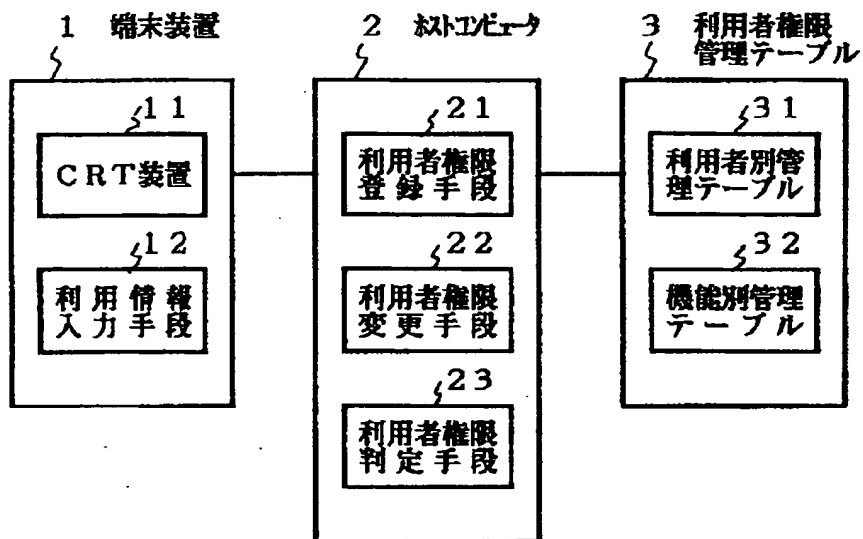 1 端末装置
2 ホストコンピュータ
3 利用者権限
管理テーブル
11
CRT装置
12
利用情報
入力手段
21
利用者権限
登録手段
22
利用者権限
変更手段
23
利用者権限
判定手段
31
利用者別管
理テーブル
32
機能別管理
テーブル